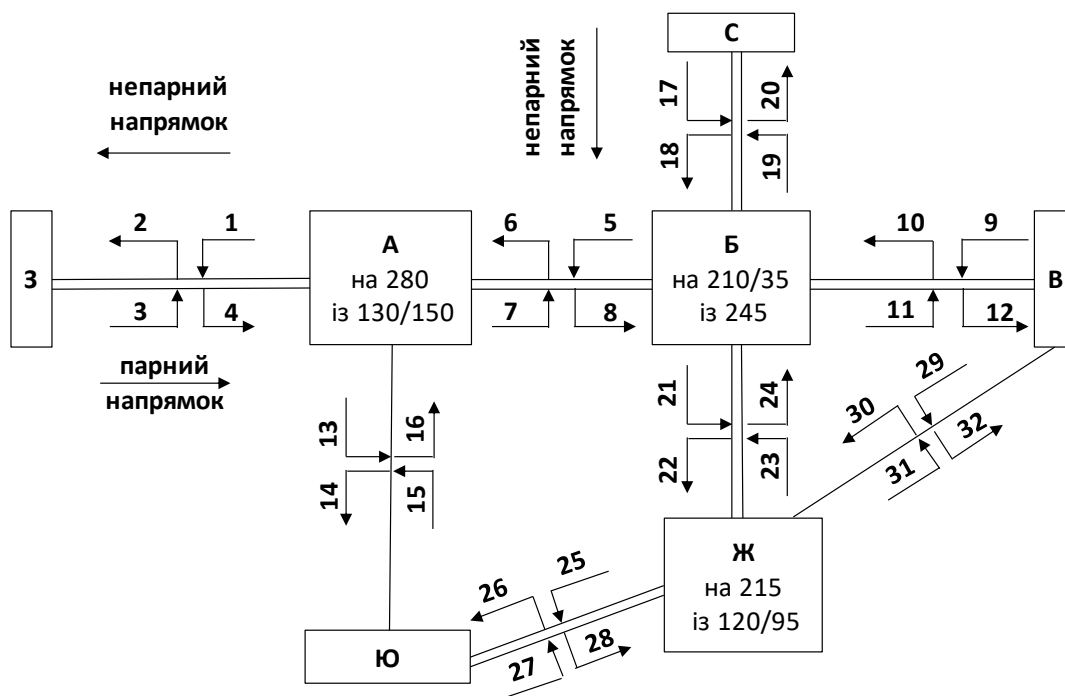 С
непарний
напрямок
непарний
напрямок
17
20
18
19
2
1
6
5
10
9
З
А
на 280
із 130/150
Б
на 210/35
із 245
В
3
4
7
8
11
12
парний
напрямок
13
16
14
15
21
24
22
23
29
30
32
31
Ж
на 215
із 120/95
26
25
Ю
27
28